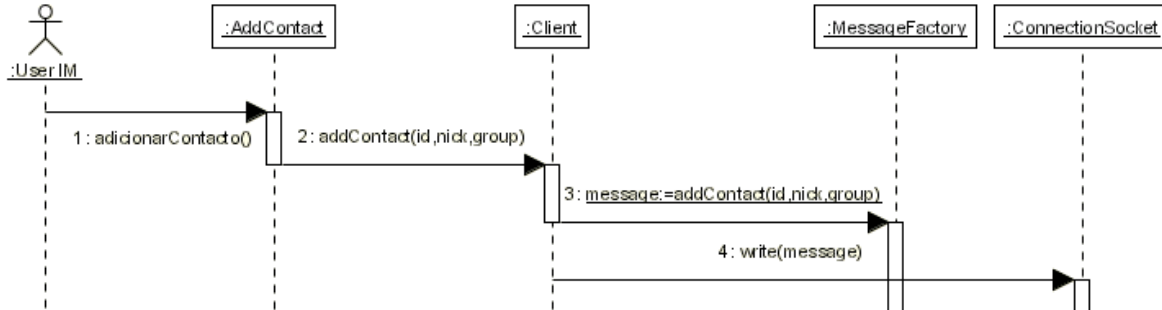 :AddContact
:Client
:MessageFactory
:ConnectionSocket
:User IM
1 : adicionarContacto()
2 : addContact(id,nick,group)
3 : message:=addContact(id,nick,group)
4 : write(message)